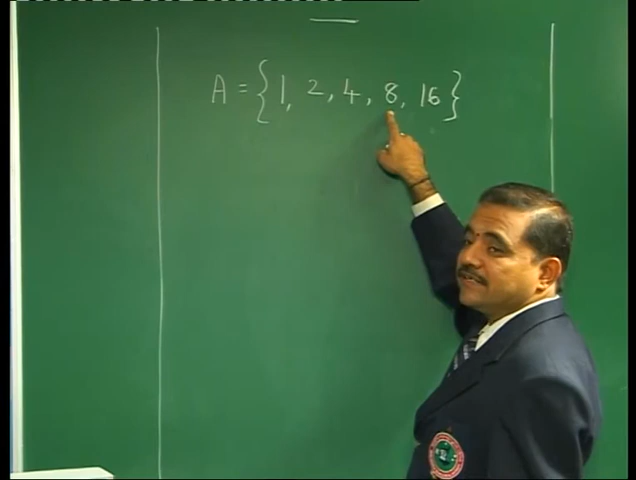 A = {1, 2, 4, 8, 16}